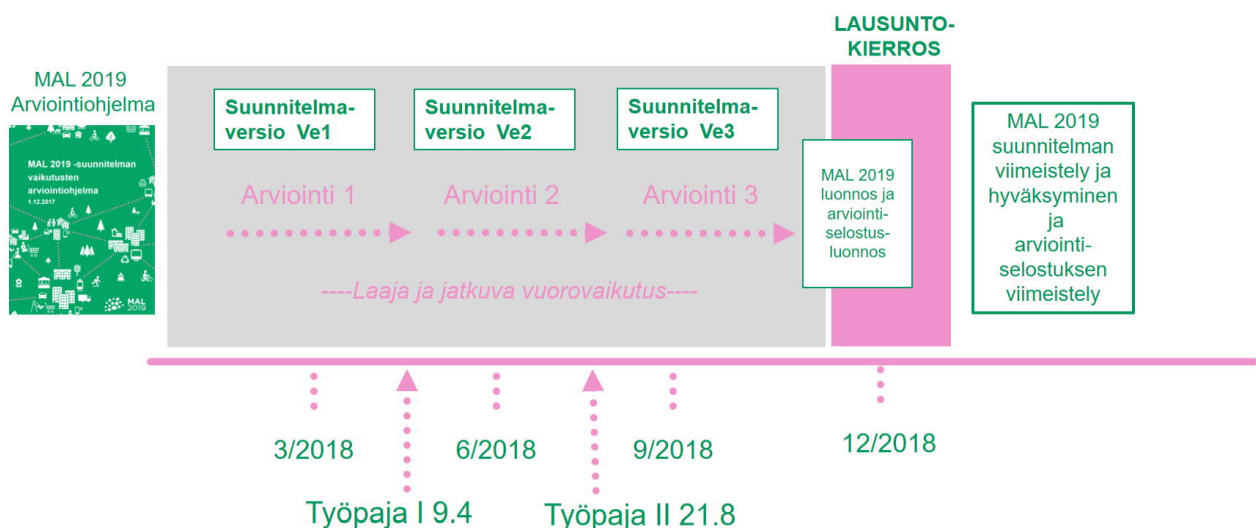 MAL 2019
Arviointiohjelma
MAL 2019 -suunnitelman
vaikutusten
arviointiohjelma
1.12.2017
MAL
2019
Suunnitelma-
versio Ve1
Suunnitelma-
versio Ve2
Suunnitelma-
versio Ve3
Arviointi 1
Arviointi 2
Arviointi 3
----Laaja ja jatkuva vuorovaikutus----
LAUSUNTO-
KIERROS
MAL 2019
luonnos ja
arviointi-
selostus-
luonnos
MAL 2019
suunnitelman
viimeistely ja
hyväksyminen
ja
arviointi-
selostuksen
viimeistely
3/2018
6/2018
9/2018
12/2018
Työpaja I 9.4
Työpaja II 21.8